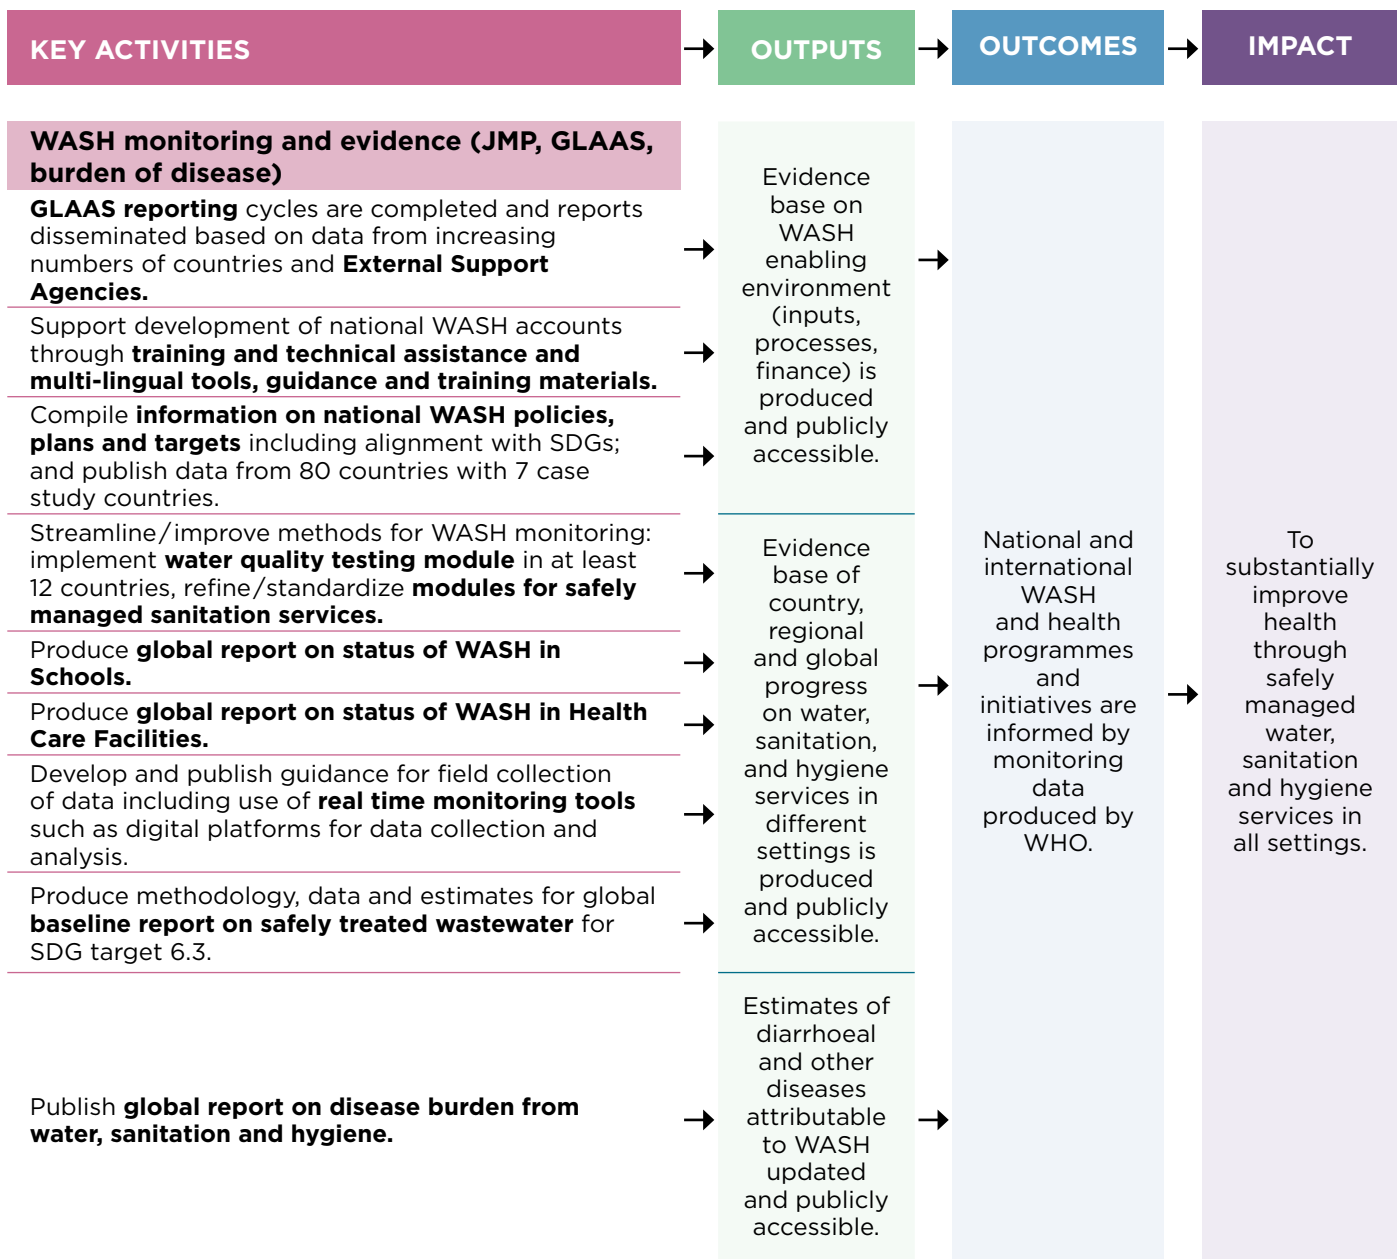 KEY ACTIVITIES
OUTPUTS
OUTCOMES
IMPACT
WASH monitoring and evidence (JMP, GLAAS,
burden of disease)
GLAAS reporting cycles are completed and reports
disseminated based on data from increasing
numbers of countries and External Support
Agencies.
Support development of national WASH accounts
through training and technical assistance and
multi-lingual tools, guidance and training materials.
Compile information on national WASH policies,
plans and targets including alignment with SDGs;
and publish data from 80 countries with 7 case
study countries.
Streamline/improve methods for WASH monitoring:
implement water quality testing module in at least
12 countries, refine/standardize modules for safely
managed sanitation services.
Produce global report on status of WASH in
Schools.
Produce global report on status of WASH in Health
Care Facilities.
Develop and publish guidance for field collection
of data including use of real time monitoring tools
such as digital platforms for data collection and
analysis.
Produce methodology, data and estimates for global
baseline report on safely treated wastewater for
SDG target 6.3.
Publish global report on disease burden from
water, sanitation and hygiene.
Evidence
base on
WASH
enabling
environment
(inputs,
processes,
finance) is
produced
and publicly
accessible.
Evidence
base of
country,
regional
and global
progress
on water,
sanitation,
and hygiene
services in
different
settings is
produced
and publicly
accessible.
Estimates of
diarrhoeal
and other
diseases
attributable
to WASH
updated
and publicly
accessible.
National and
international
WASH
and health
programmes
and
initiatives are
informed by
monitoring
data
produced by
WHO.
To
substantially
improve
health
through
safely
managed
water,
sanitation
and hygiene
services in
all settings.